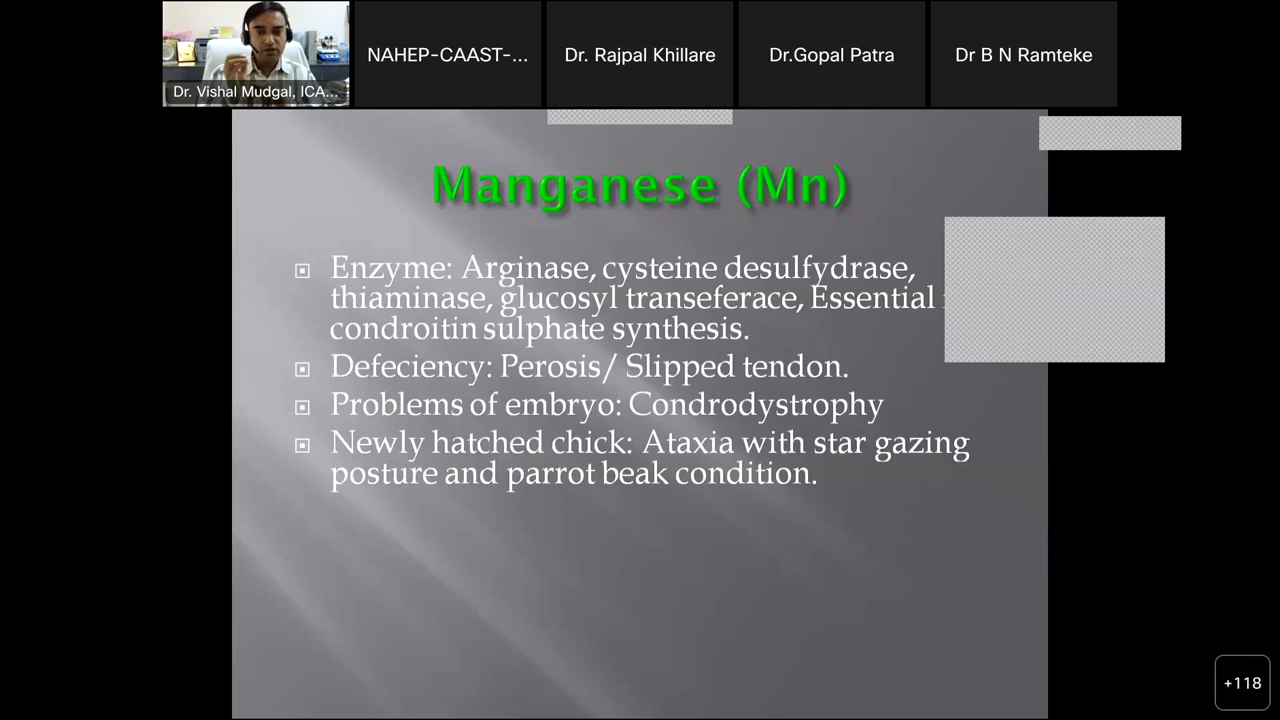 Dr. Vishal Mudgal, ICA...
NAHEP-CAAST-...
Dr. Rajpal Khillare
Dr.Gopal Patra
Dr B N Ramteke
Manganese (Mn)
Enzyme: Arginase, cysteine desulfydrase,
thiaminase, glucosyl transeferace, Essential
condroitin sulphate synthesis.
Defeciency: Perosis/ Slipped tendon.
Problems of embryo: Condrodystrophy
Newly hatched chick: Ataxia with star gazing
posture and parrot beak condition.
+118